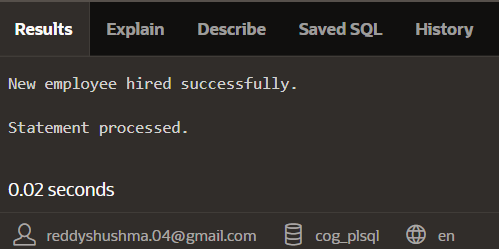 Results Explain Describe Saved SQL History
New employee hired successfully.
Statement processed.
0.02 seconds
reddyshushma.04@gmail.com cog_plsql en